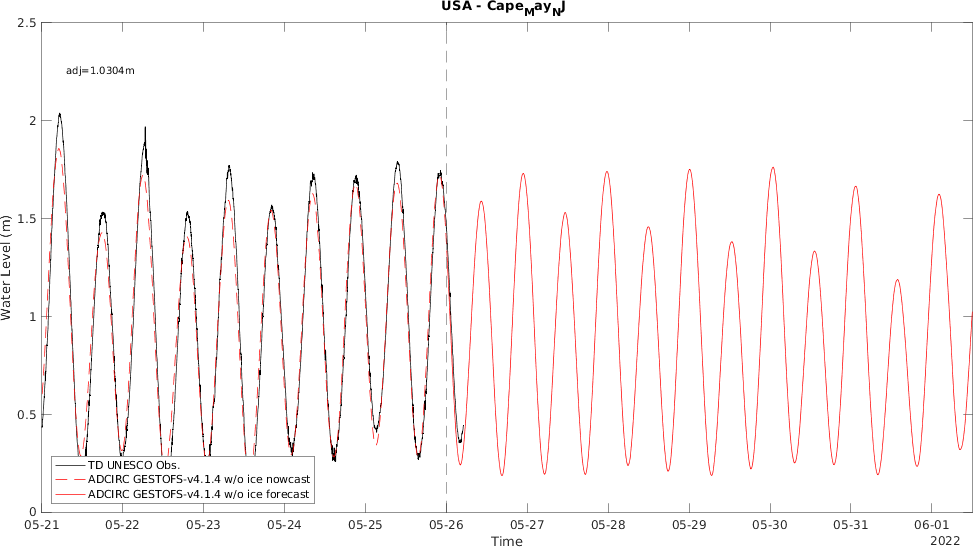 USA - CapeMayNJ
2.5
adj=1.0304m
2
1.5
Water Level (m)
1
0.5
TD UNESCO Obs.
ADCIRC GESTOFS-v4.1.4 w/o ice nowcast
ADCIRC GESTOFS-v4.1.4 w/o ice forecast
0
05-21 05-22 05-23 05-24 05-25 05-26 05-27 05-28 05-29 05-30 05-31 06-01
Time
2022